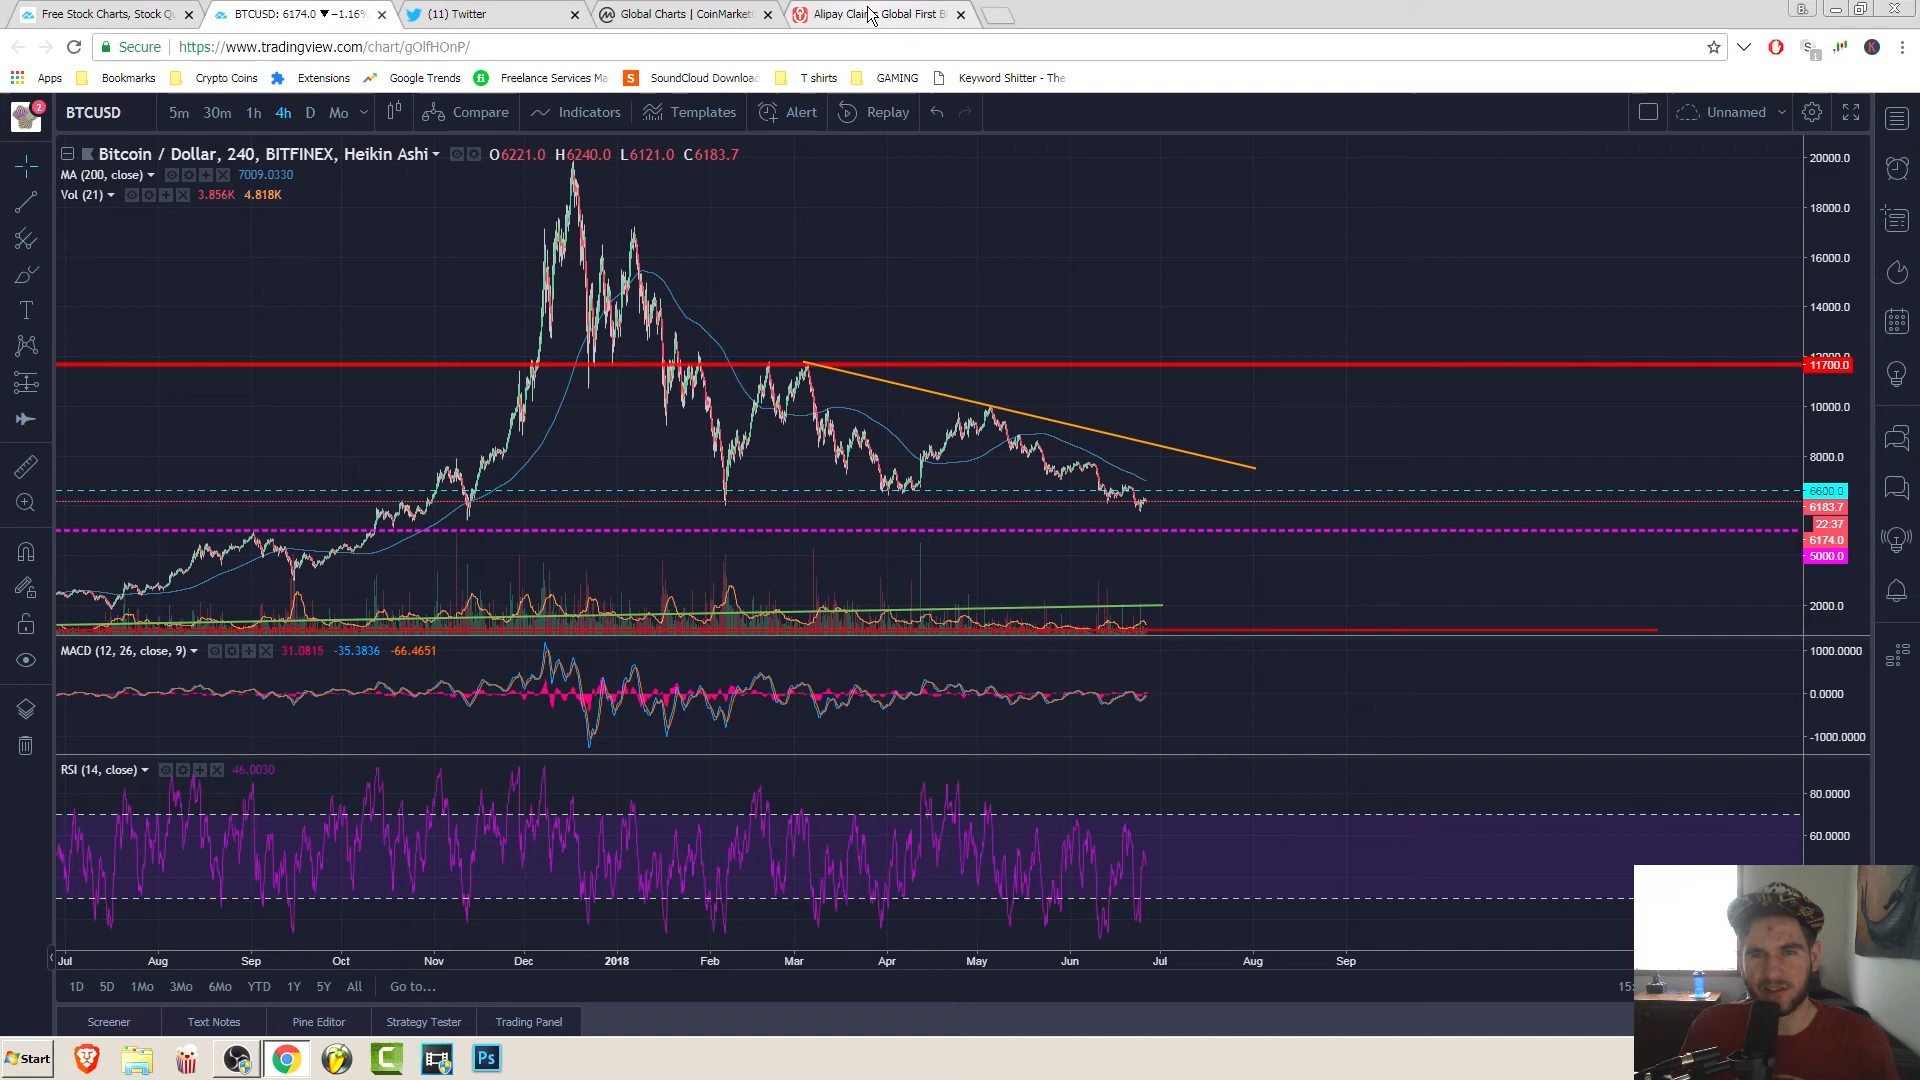 Free Stock Charts, Stock Qu
BTCUSD: 6174.0 ▼ −1.16%
(11) Twitter
Global Charts | CoinMarket
Alipay Claims Global First B
Secure
https://www.tradingview.com/chart/gOlfHOnP/
Apps
Bookmarks
Crypto Coins
Extensions
Google Trends
Freelance Services Ma
SoundCloud Download
T shirts
GAMING
Keyword Shitter - The
2
BTCUSD
5m 30m 1h 4h D Mo
Compare
Indicators
Templates
Alert
Replay
Unnamed
Bitcoin / Dollar, 240, BITFINEX, Heikin Ashi
O6221.0 H6240.0 L6121.0 C6183.7
MA (200, close)
7009.0330
Vol (21)
3.856K 4.818K
20000.0
18000.0
16000.0
14000.0
12000.0
11700.0
10000.0
8000.0
6600.0
6183.7
22:37
6174.0
5000.0
2000.0
MACD (12, 26, close, 9)
31.0815 -35.3836 -66.4651
1000.0000
0.0000
-1000.0000
RSI (14, close)
46.0030
80.0000
60.0000
Jul Aug Sep Oct Nov Dec 2018 Feb Mar Apr May Jun Jul Aug Sep
1D 5D 1Mo 3Mo 6Mo YTD 1Y 5Y All Go to...
15:
Screener Text Notes Pine Editor Strategy Tester Trading Panel
Start
Ps